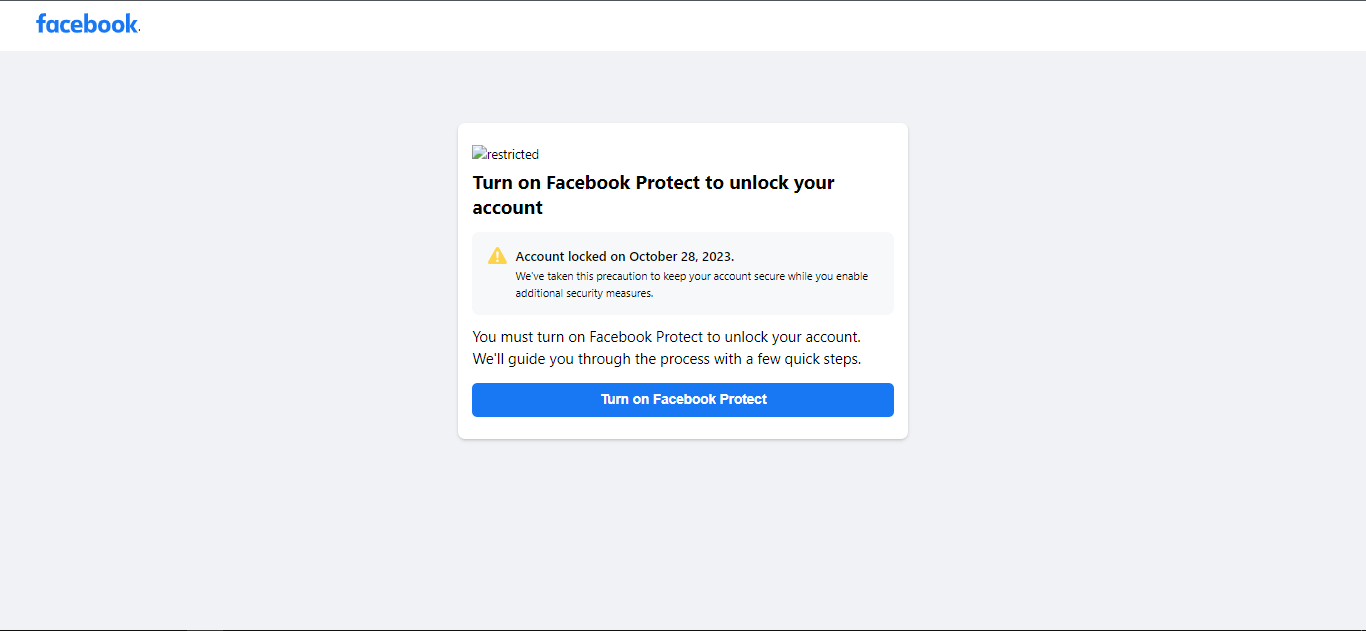 facebook.
restricted
Turn on Facebook Protect to unlock your
account
Account locked on October 28, 2023.
We've taken this precaution to keep your account secure while you enable
additional security measures.
You must turn on Facebook Protect to unlock your account.
We'll guide you through the process with a few quick steps.
Turn on Facebook Protect